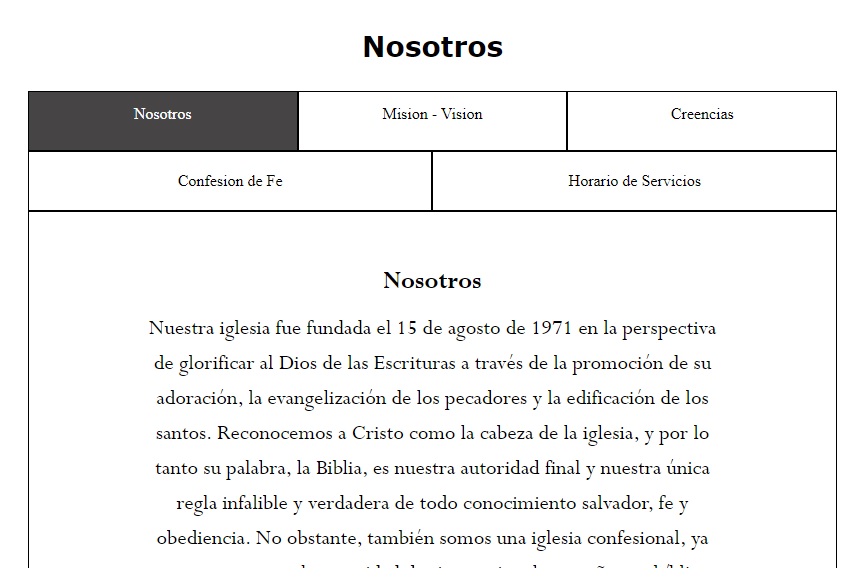 Nosotros
Nosotros
Mision - Vision
Creencias
Confesion de Fe
Horario de Servicios
Nosotros
Nuestra iglesia fue fundada el 15 de agosto de 1971 en la perspectiva
de glorificar al Dios de las Escrituras a través de la promoción de su
adoración, la evangelización de los pecadores y la edificación de los
santos. Reconocemos a Cristo como la cabeza de la iglesia, y por lo
tanto su palabra, la Biblia, es nuestra autoridad final y nuestra única
regla infalible y verdadera de todo conocimiento salvador, fe y
obediencia. No obstante, también somos una iglesia confesional, ya